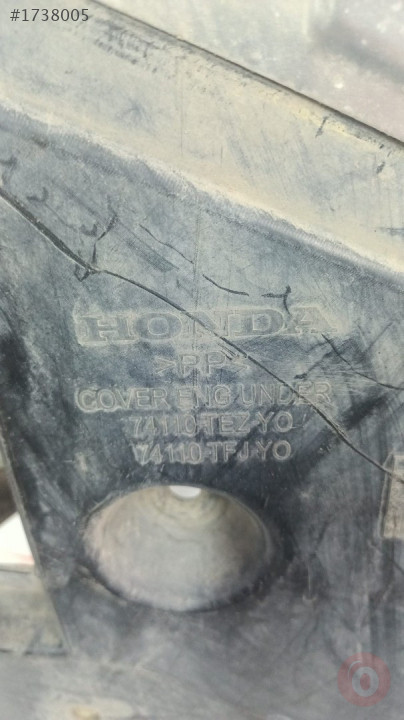 #1738005
HONDA
>PP<
COVER ENG UNDER
74110 TEZ-Y0
74110 TFJ-Y0